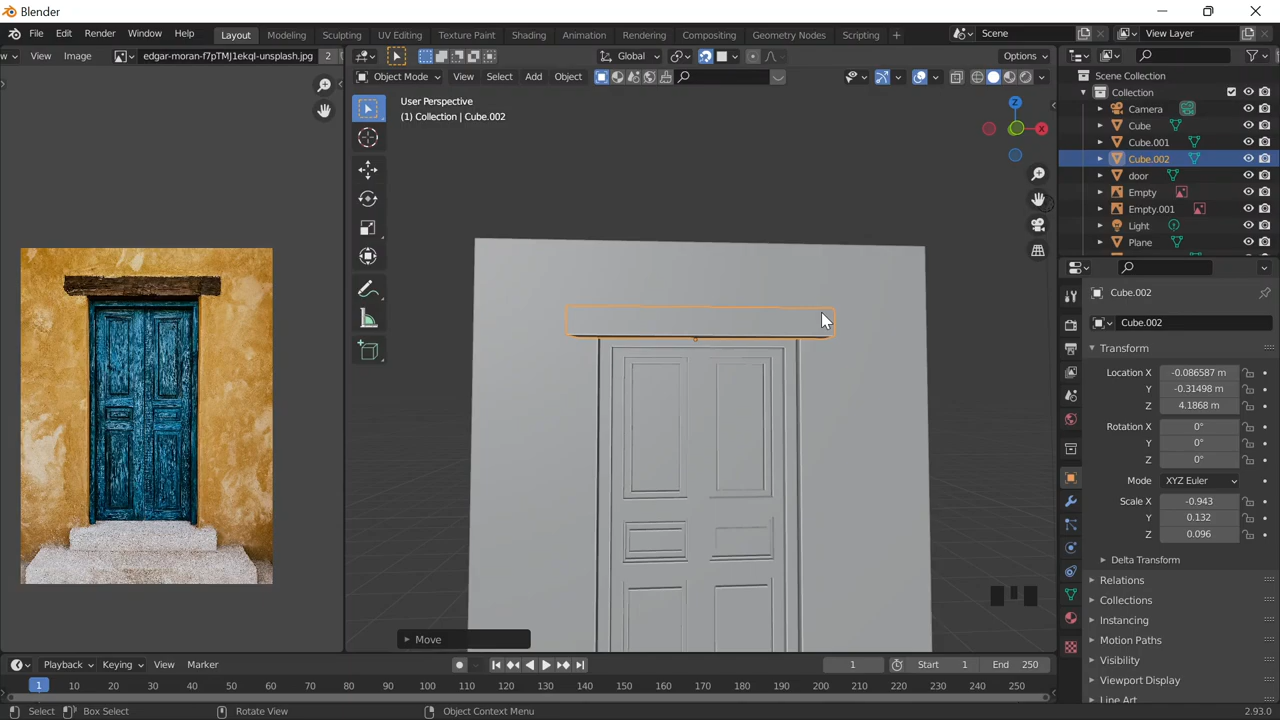 Blender
File Edit Render Window Help Layout Modeling Sculpting UV Editing Texture Paint Shading Animation Rendering Compositing Geometry Nodes Scripting + Scene View Layer
View Image edgar-moran-f7pTMJ1ekqI-unsplash.jpg 2 Global Options
Object Mode View Select Add Object
User Perspective
(1) Collection | Cube.002
Z
X
Scene Collection
Collection
Camera
Cube
Cube.001
Cube.002
door
Empty
Empty.001
Light
Plane
Cube.002
Cube.002
Transform
Location X -0.086587 m
Y -0.31498 m
Z 4.1868 m
Rotation X 0°
Y 0°
Z 0°
Mode XYZ Euler
Scale X -0.943
Y 0.132
Z 0.096
Delta Transform
Relations
Collections
Instancing
Motion Paths
Visibility
Viewport Display
Line Art
Move
Playback Keying View Marker 1 Start 1 End 250
1 10 20 30 40 50 60 70 80 90 100 110 120 130 140 150 160 170 180 190 200 210 220 230 240 250
Select Box Select Rotate View Object Context Menu 2.93.0